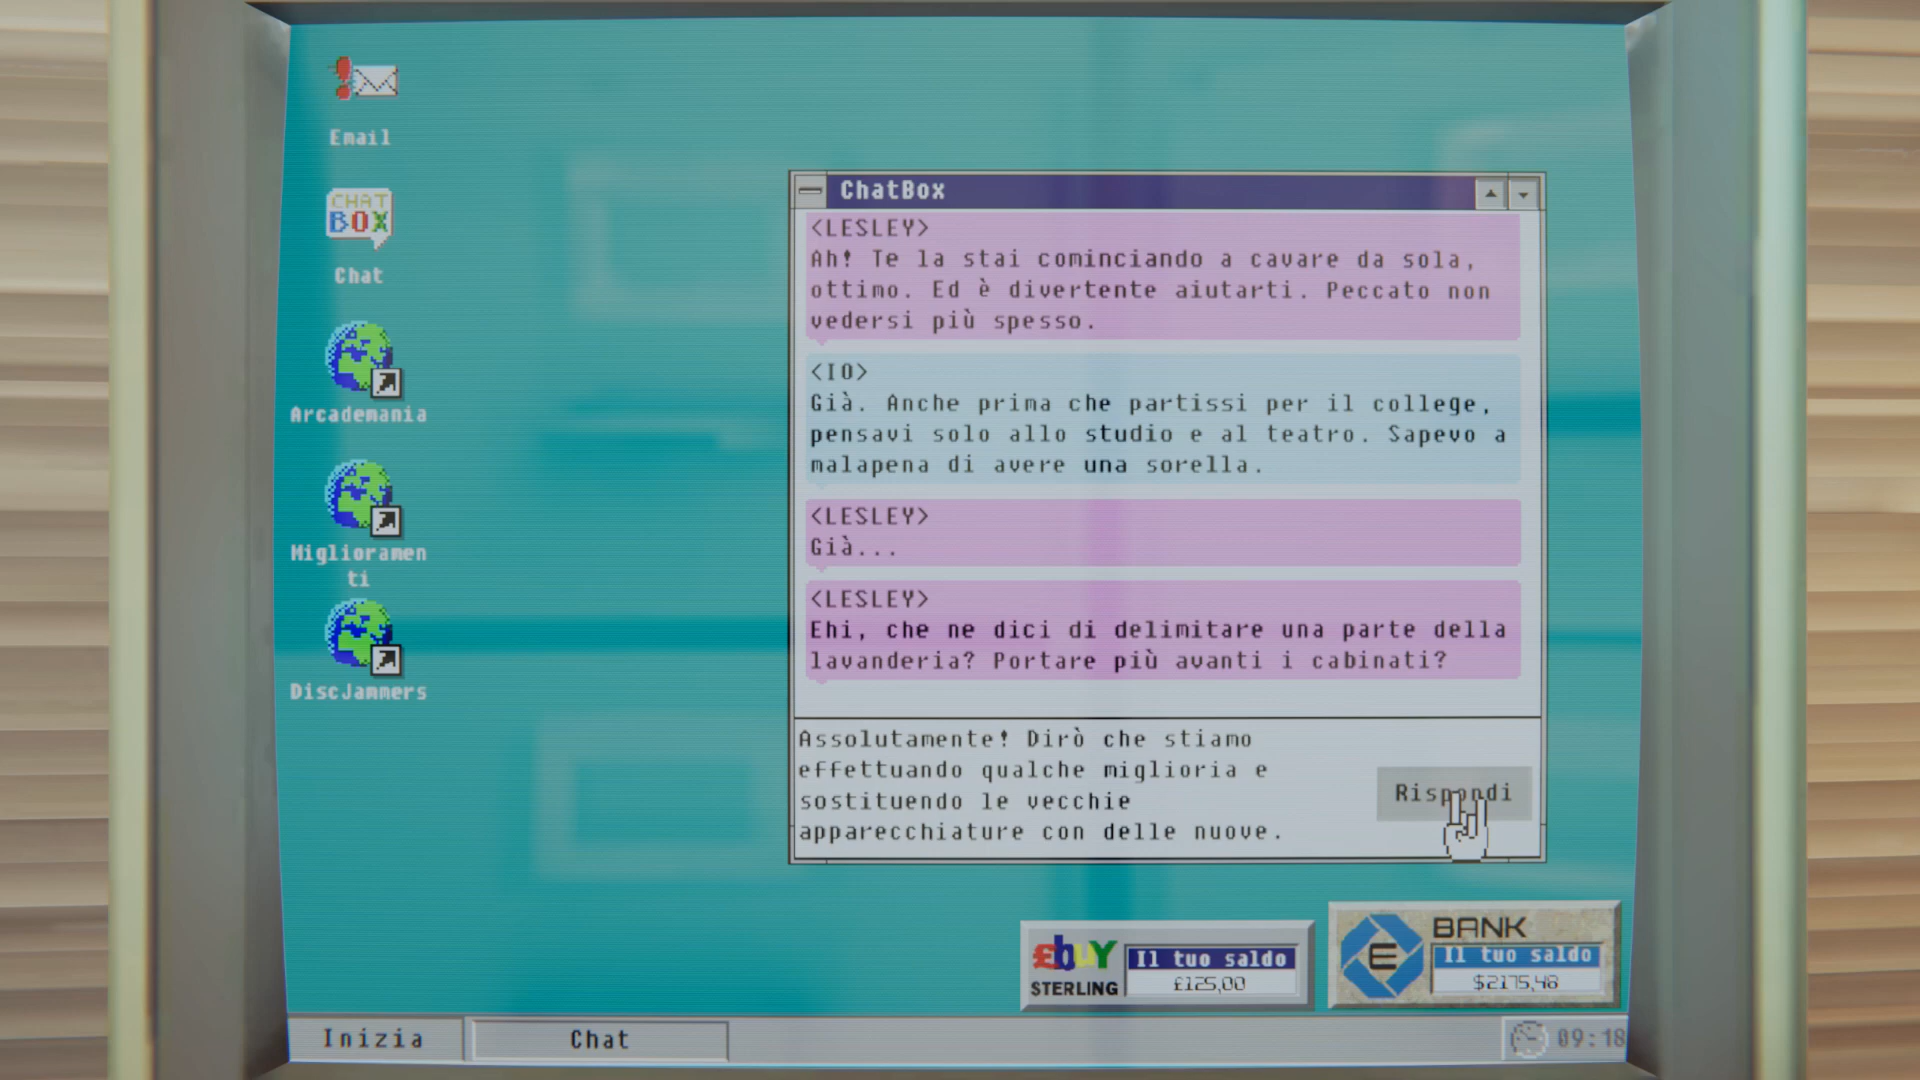 Email
CHAT
BOX
Chat
Arcademania
Miglioramen
ti
DiscJammers
ChatBox
<LESLEY>
Ah! Te la stai cominciando a cavare da sola,
ottimo. Ed è divertente aiutarti. Peccato non
vedersi più spesso.
<IO>
Già. Anche prima che partissi per il college,
pensavi solo allo studio e al teatro. Sapevo a
malapena di avere una sorella.
<LESLEY>
Già...
<LESLEY>
Ehi, che ne dici di delimitare una parte della
lavanderia? Portare più avanti i cabinati?
Assolutamente! Dirò che stiamo
effettuando qualche miglioria e
sostituendo le vecchie
apparecchiature con delle nuove.
Rispondi
£buY
STERLING
Il tuo saldo
£125,00
E
BANK
Il tuo saldo
$2175,48
Inizia
Chat
09:18